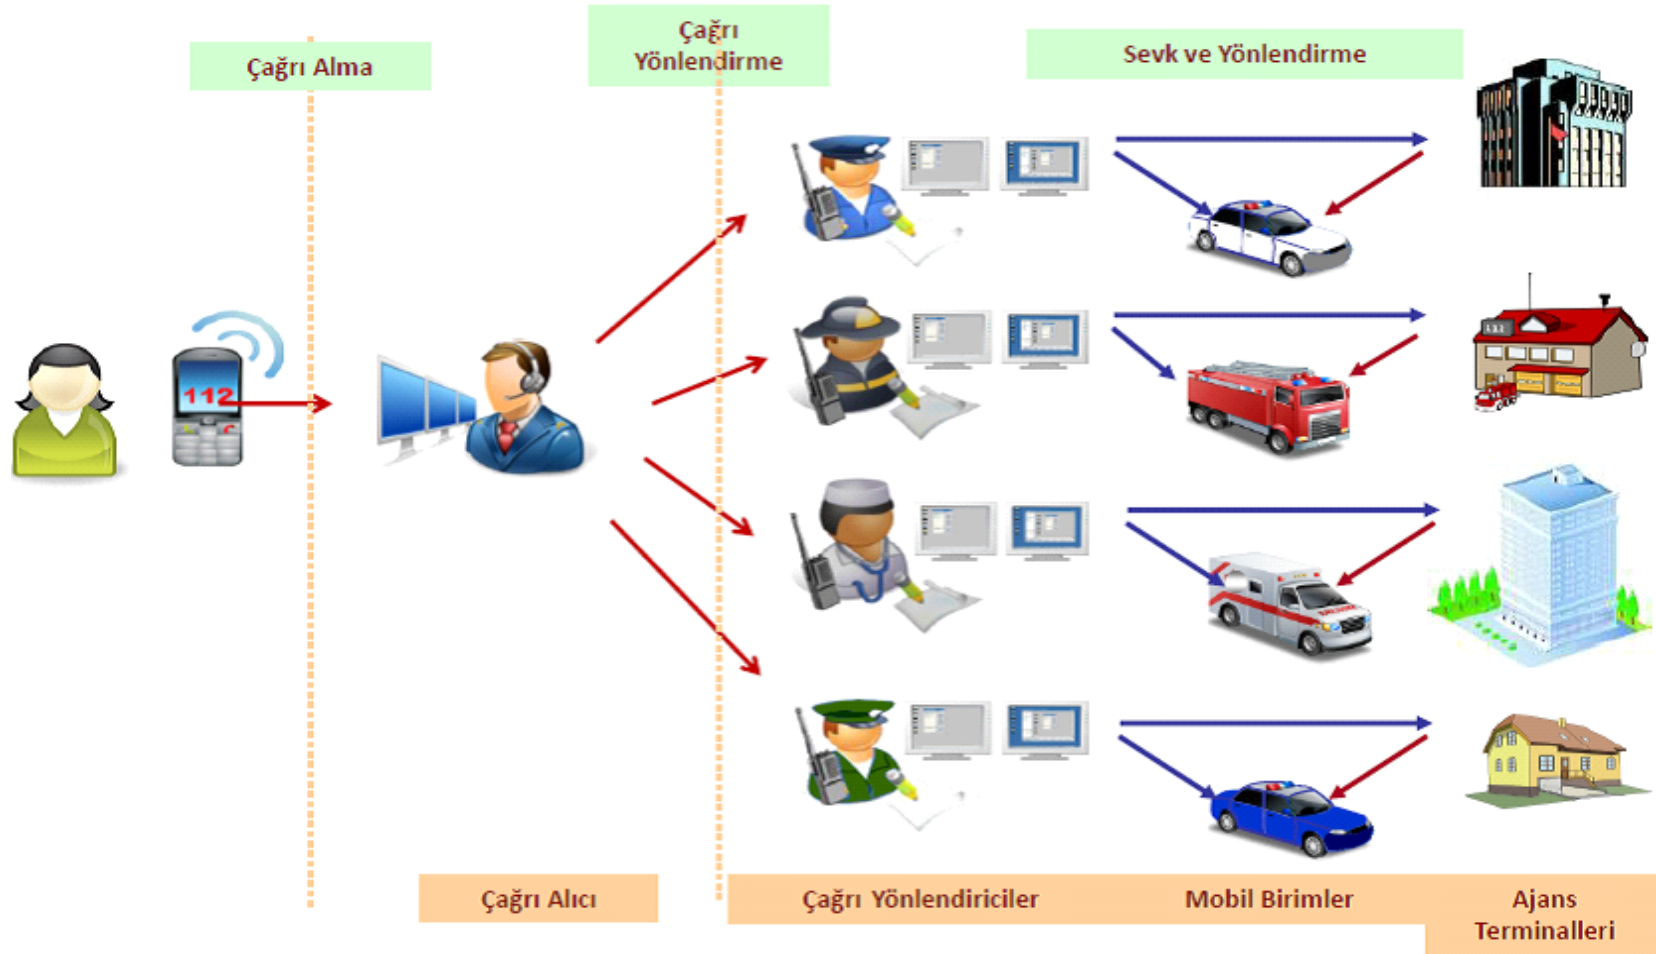 Çağrı Alma
Çağrı
Yönlendirme
Sevk ve Yönlendirme
112
Çağrı Alıcı
Çağrı Yönlendiriciler
Mobil Birimler
Ajans
Terminalleri